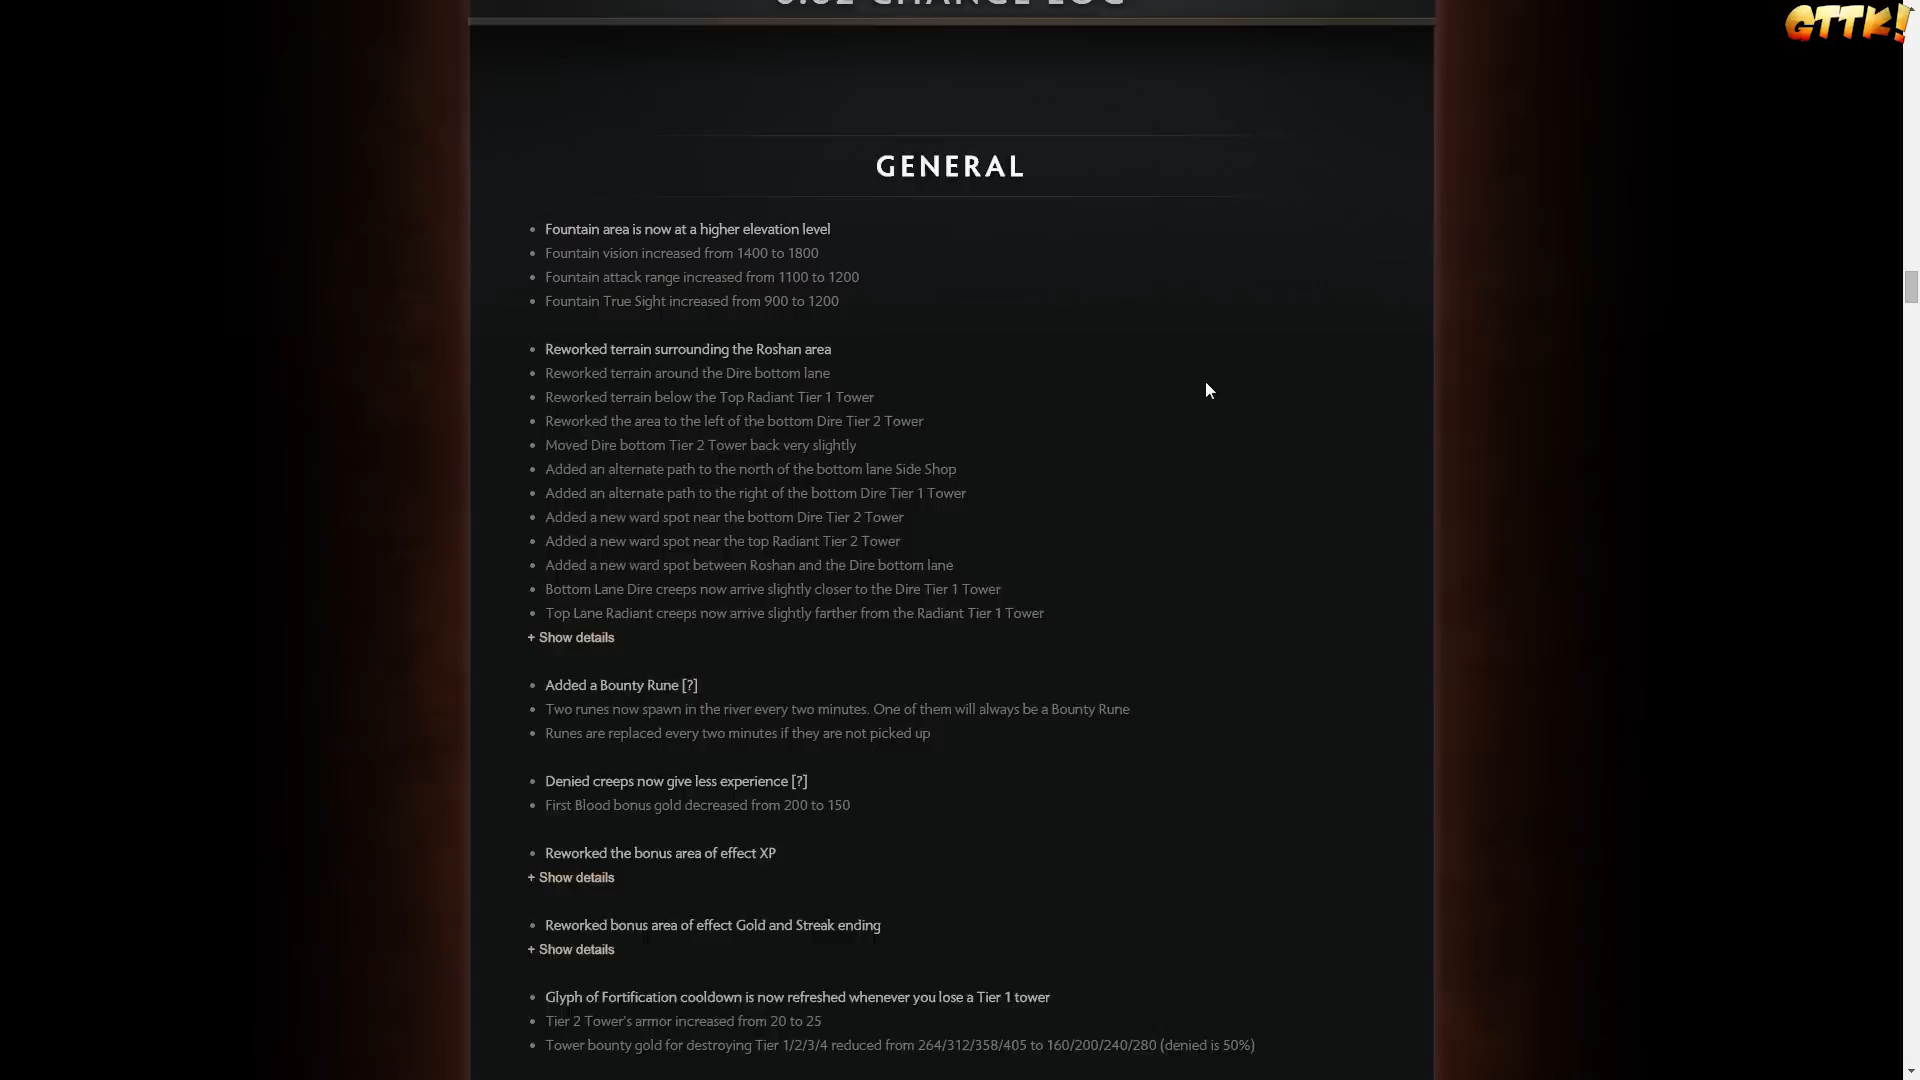 6.82 CHANGE LOG
GTTK!
GENERAL
• Fountain area is now at a higher elevation level
• Fountain vision increased from 1400 to 1800
• Fountain attack range increased from 1100 to 1200
• Fountain True Sight increased from 900 to 1200
• Reworked terrain surrounding the Roshan area
• Reworked terrain around the Dire bottom lane
• Reworked terrain below the Top Radiant Tier 1 Tower
• Reworked the area to the left of the bottom Dire Tier 2 Tower
• Moved Dire bottom Tier 2 Tower back very slightly
• Added an alternate path to the north of the bottom lane Side Shop
• Added an alternate path to the right of the bottom Dire Tier 1 Tower
• Added a new ward spot near the bottom Dire Tier 2 Tower
• Added a new ward spot near the top Radiant Tier 2 Tower
• Added a new ward spot between Roshan and the Dire bottom lane
• Bottom Lane Dire creeps now arrive slightly closer to the Dire Tier 1 Tower
• Top Lane Radiant creeps now arrive slightly farther from the Radiant Tier 1 Tower
+ Show details
• Added a Bounty Rune [?]
• Two runes now spawn in the river every two minutes. One of them will always be a Bounty Rune
• Runes are replaced every two minutes if they are not picked up
• Denied creeps now give less experience [?]
• First Blood bonus gold decreased from 200 to 150
• Reworked the bonus area of effect XP
+ Show details
• Reworked bonus area of effect Gold and Streak ending
+ Show details
• Glyph of Fortification cooldown is now refreshed whenever you lose a Tier 1 tower
• Tier 2 Tower's armor increased from 20 to 25
• Tower bounty gold for destroying Tier 1/2/3/4 reduced from 264/312/358/405 to 160/200/240/280 (denied is 50%)